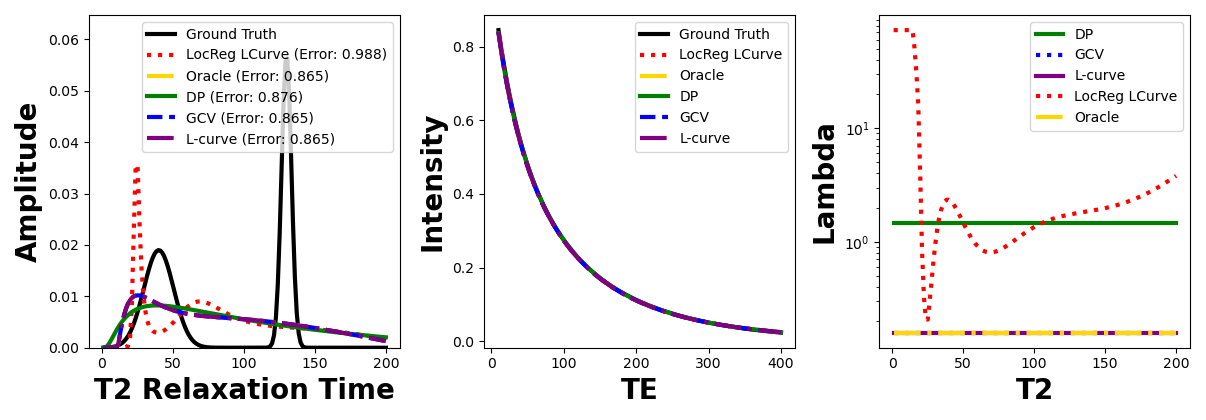 Amplitude
0.06
0.05
0.04
0.03
0.02
0.01
0.00
0
50
100
150
200
T2 Relaxation Time
Ground Truth
LocReg LCurve (Error: 0.988)
Oracle (Error: 0.865)
DP (Error: 0.876)
GCV (Error: 0.865)
L-curve (Error: 0.865)
Intensity
0.8
0.6
0.4
0.2
0.0
0
100
200
300
400
TE
Ground Truth
LocReg LCurve
Oracle
DP
GCV
L-curve
Lambda
10¹
10⁰
0
50
100
150
200
T2
DP
GCV
L-curve
LocReg LCurve
Oracle